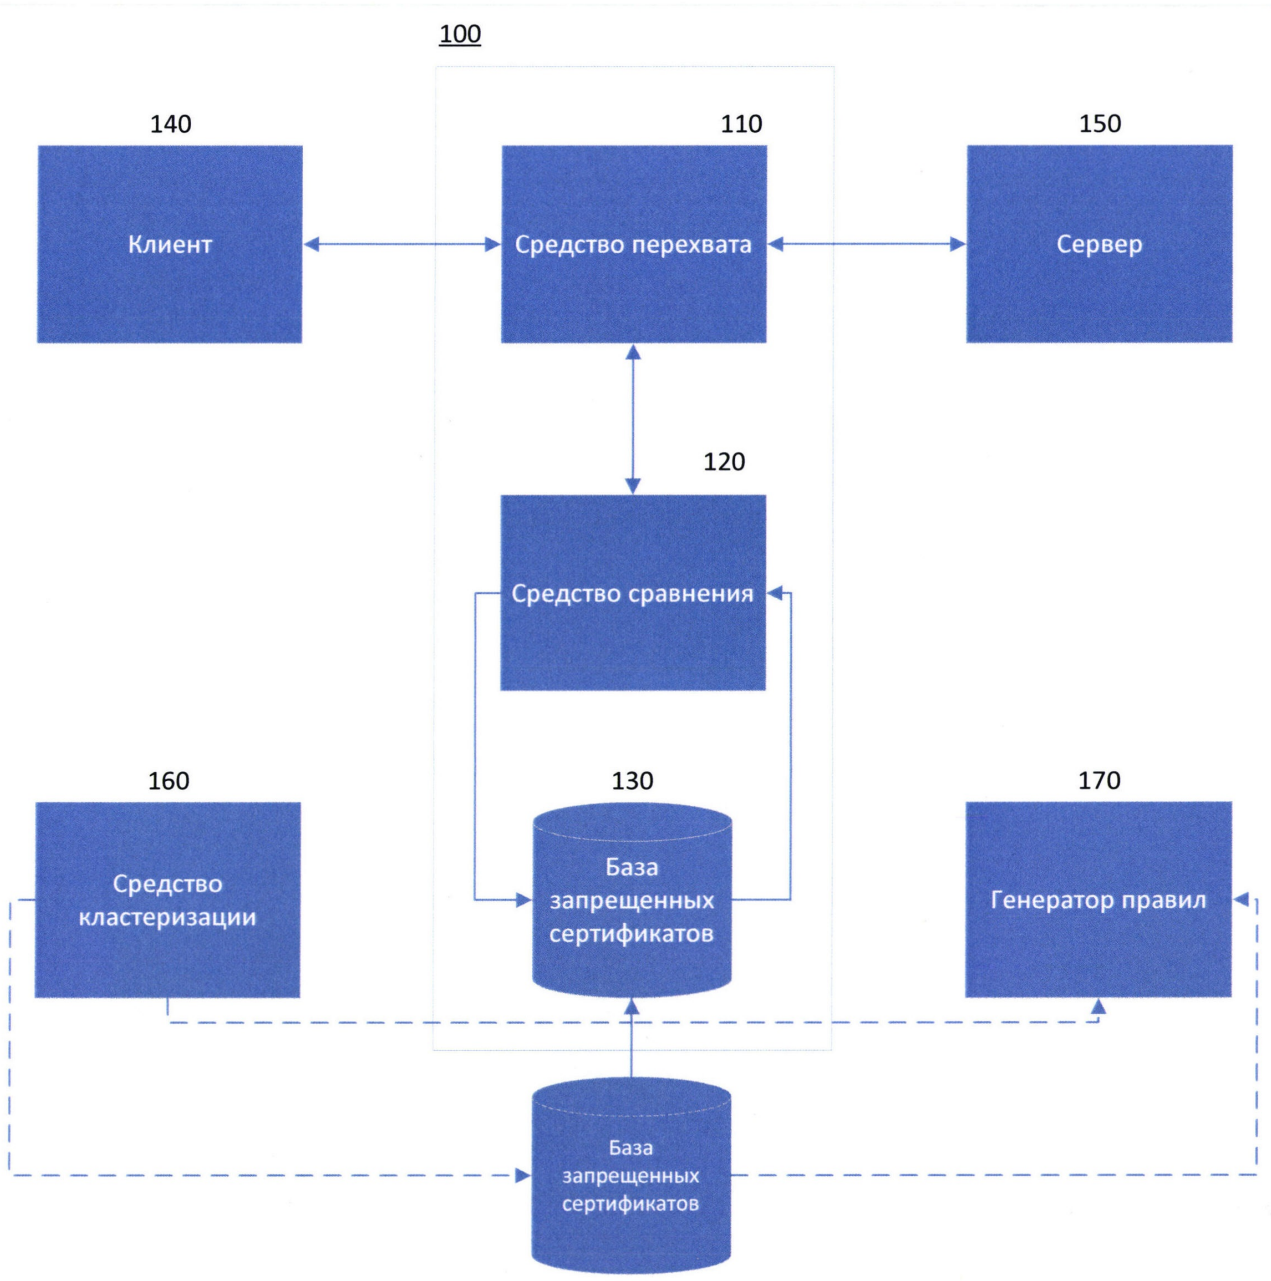 100
140
110
150
Клиент
Средство перехвата
Сервер
120
Средство сравнения
160
130
170
Средство
кластеризации
База
запрещенных
сертификатов
Генератор правил
База
запрещенных
сертификатов